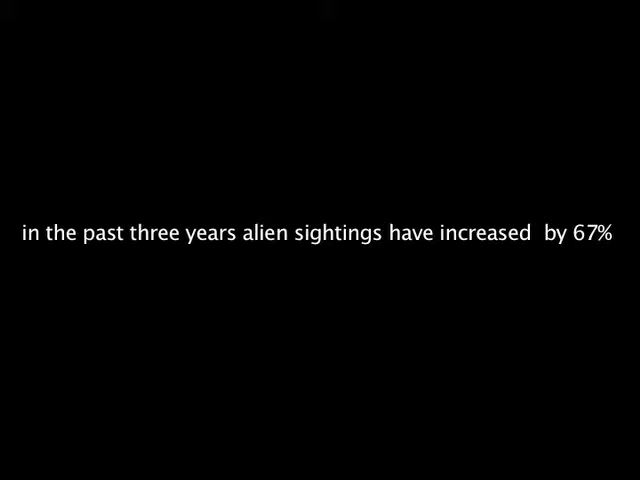 in the past three years alien sightings have increased  by 67%